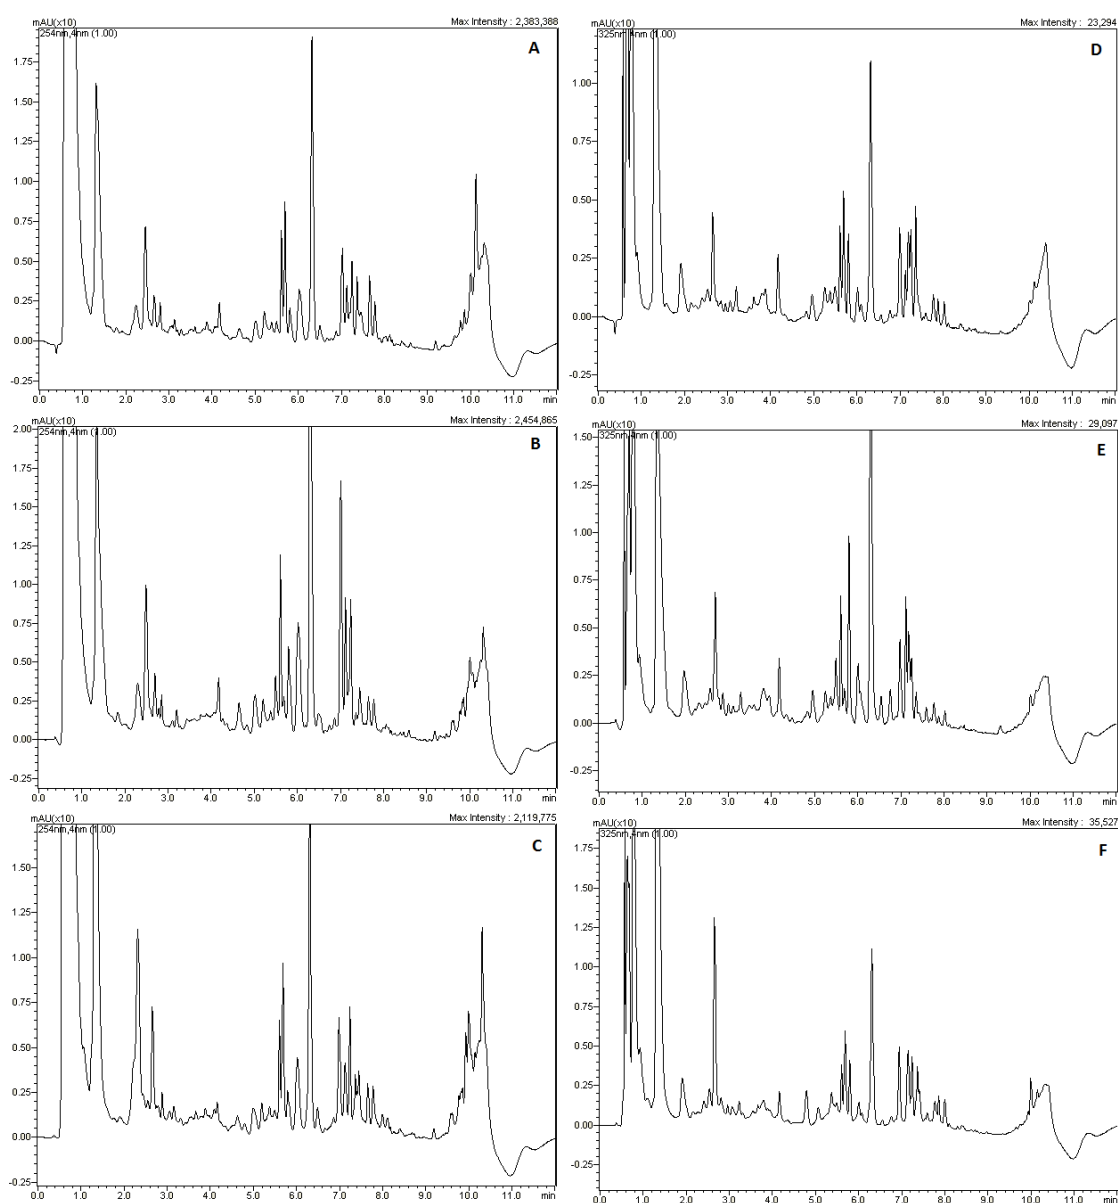 mAU(x10) Max Intensity : 2,383,388
254nm,4nm (1.00)
A
1.75
1.50
1.25
1.00
0.75
0.50
0.25
0.00
-0.25
0.0 1.0 2.0 3.0 4.0 5.0 6.0 7.0 8.0 9.0 10.0 11.0 min
mAU(x10) Max Intensity : 23,294
325nm,4nm (1.00)
D
1.00
0.75
0.50
0.25
0.00
-0.25
0.0 1.0 2.0 3.0 4.0 5.0 6.0 7.0 8.0 9.0 10.0 11.0 min
mAU(x10) Max Intensity : 2,454,865
2.00
254nm,4nm (1.00)
B
1.75
1.50
1.25
1.00
0.75
0.50
0.25
0.00
-0.25
0.0 1.0 2.0 3.0 4.0 5.0 6.0 7.0 8.0 9.0 10.0 11.0 min
mAU(x10) Max Intensity : 29,097
1.50
325nm,4nm (1.00)
E
1.25
1.00
0.75
0.50
0.25
0.00
-0.25
0.0 1.0 2.0 3.0 4.0 5.0 6.0 7.0 8.0 9.0 10.0 11.0 min
mAU(x10) Max Intensity : 2,119,775
254nm,4nm (1.00)
C
1.50
1.25
1.00
0.75
0.50
0.25
0.00
0.0 1.0 2.0 3.0 4.0 5.0 6.0 7.0 8.0 9.0 10.0 11.0 min
mAU(x10) Max Intensity : 35,527
325nm,4nm (1.00)
F
1.75
1.50
1.25
1.00
0.75
0.50
0.25
0.00
-0.25
0.0 1.0 2.0 3.0 4.0 5.0 6.0 7.0 8.0 9.0 10.0 11.0 min